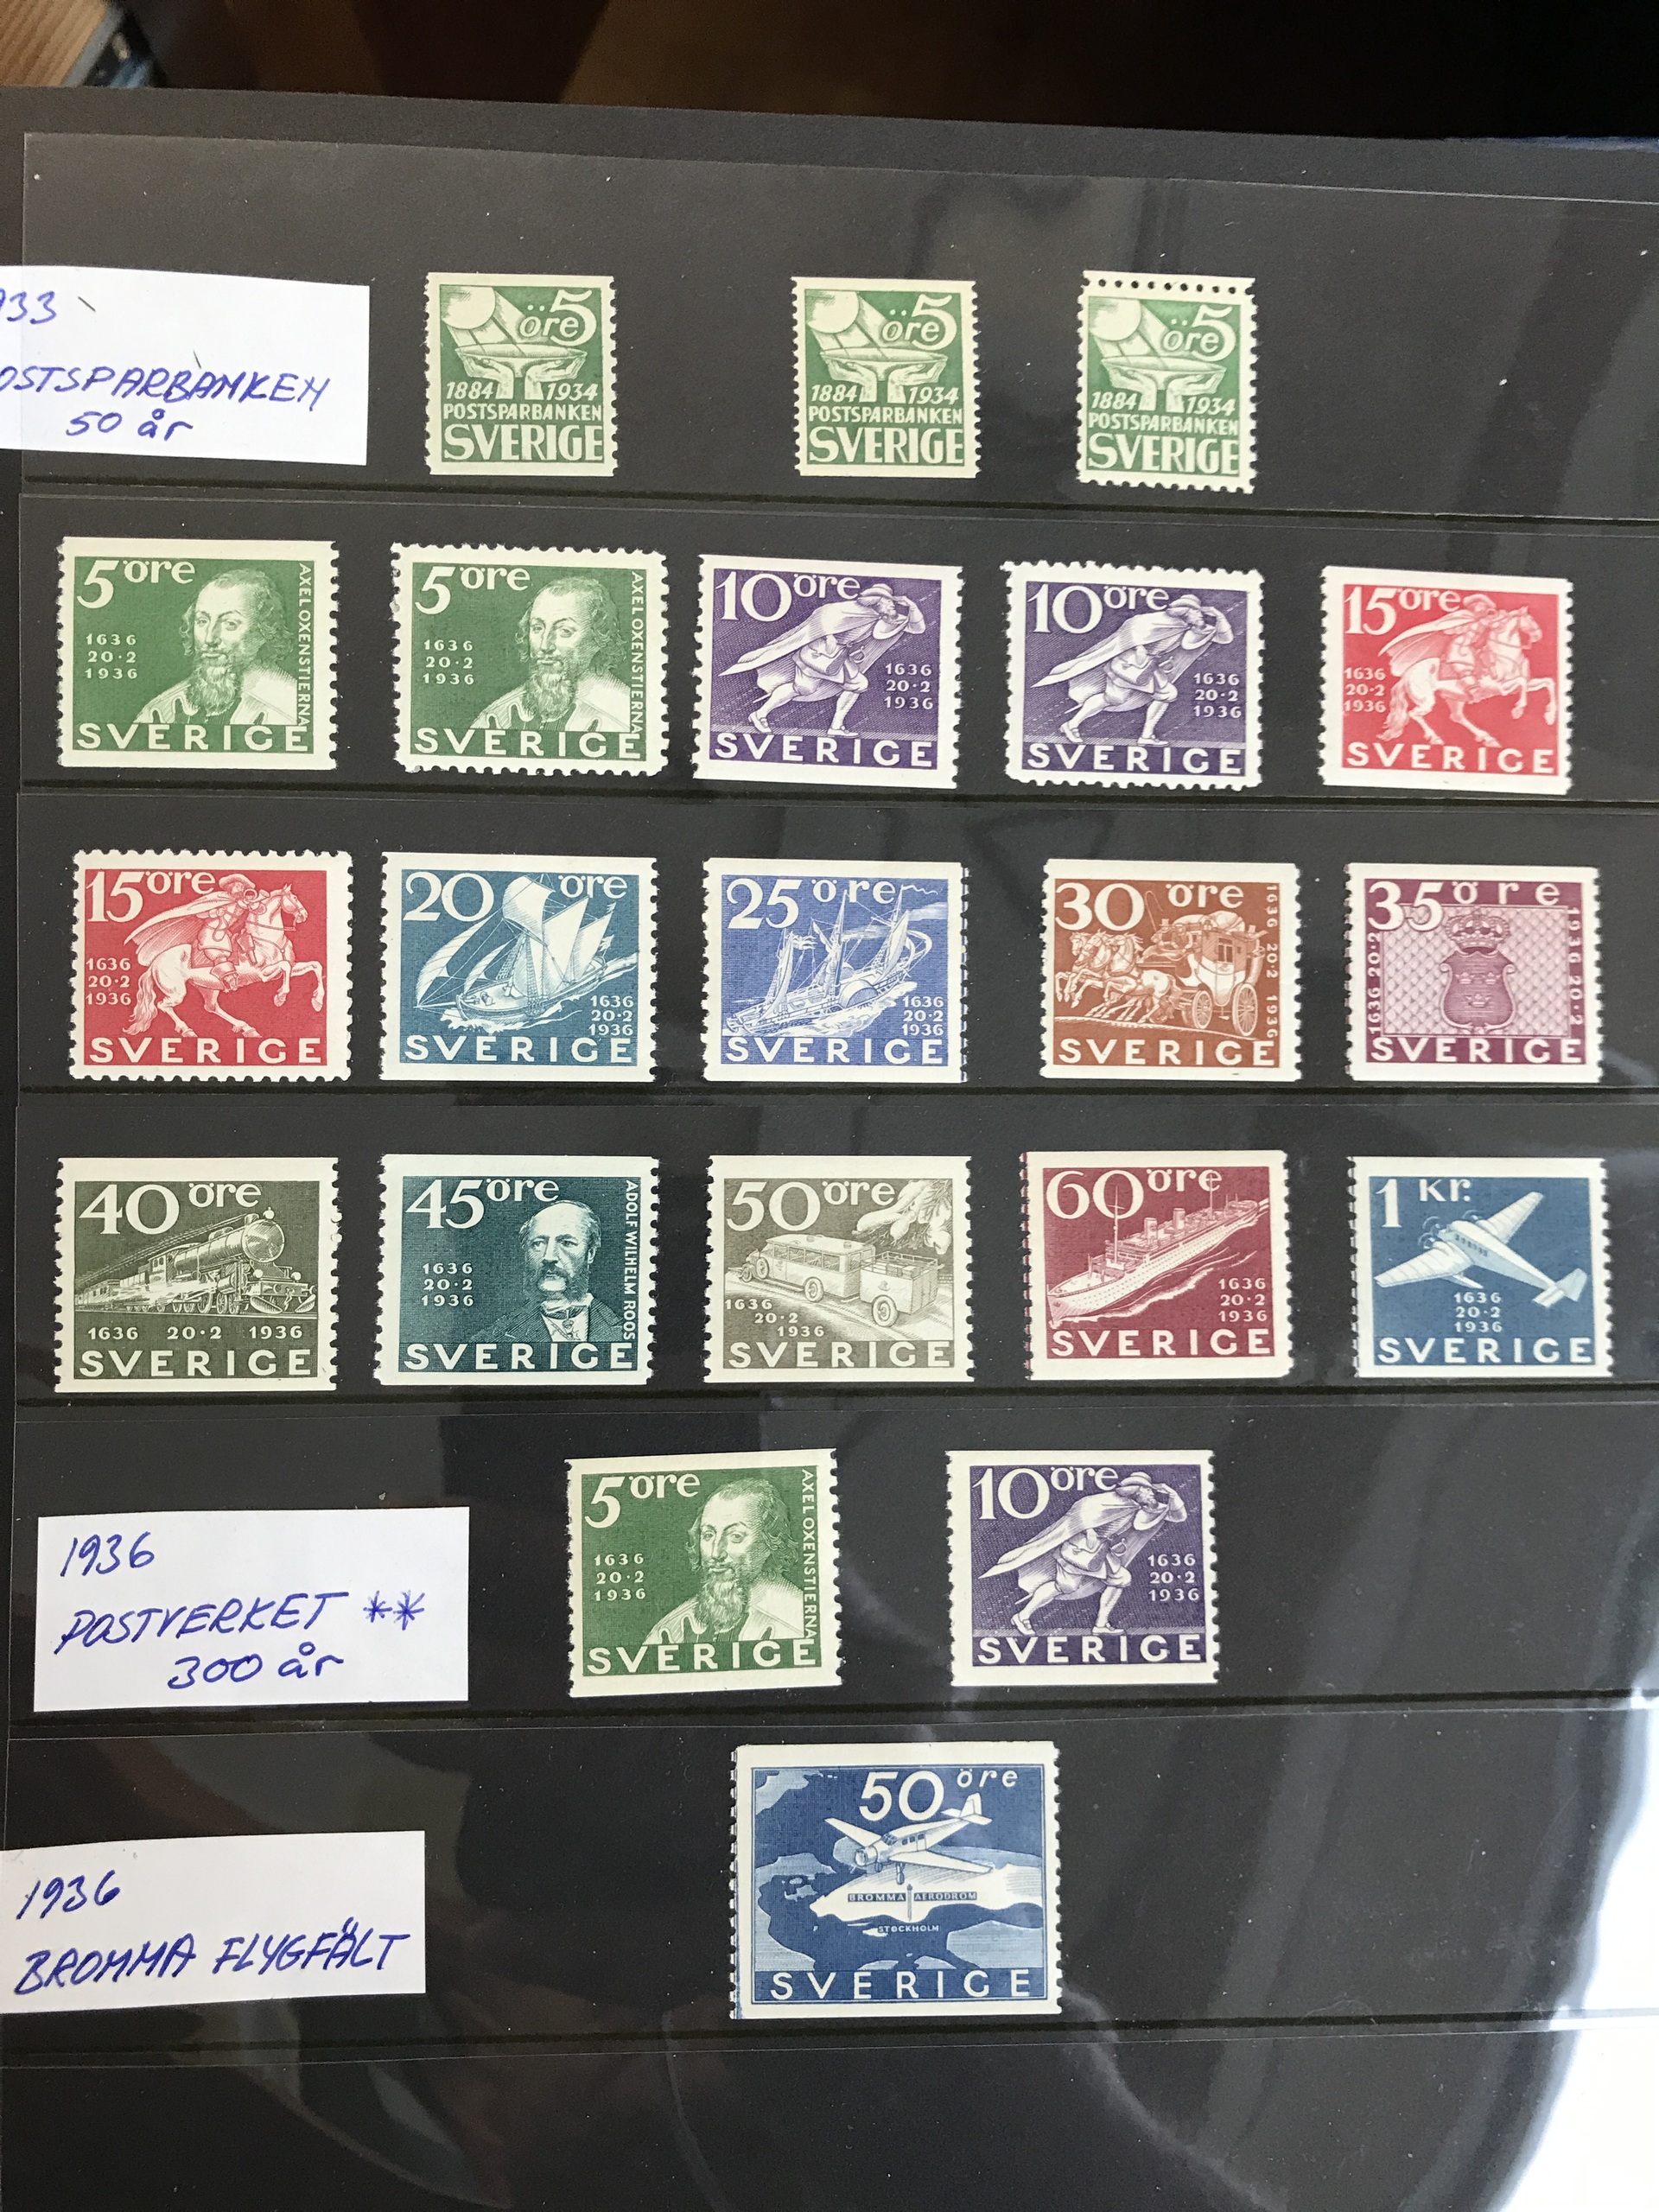 933
OSTSPARBANKEN
50 år
öre 5
1884 1934
POSTSPARBANKEN
SVERIGE
öre 5
1884 1934
POSTSPARBANKEN
SVERIGE
öre 5
1884 1934
POSTSPARBANKEN
SVERIGE
5 öre
AXEL OXENSTIERNA
1636
20·2
1936
SVERIGE
5 öre
AXEL OXENSTIERNA
1636
20·2
1936
SVERIGE
10 öre
1636
20·2
1936
SVERIGE
10 öre
1636
20·2
1936
SVERIGE
15 öre
1636
20·2
1936
SVERIGE
15 öre
1636
20·2
1936
SVERIGE
20 öre
1636
20·2
1936
SVERIGE
25 öre
1636
20·2
1936
SVERIGE
30 öre
1636 20·2 1936
SVERIGE
35 öre
1636 20·2
1936 20·2
SVERIGE
40 öre
1636 20·2 1936
SVERIGE
45 öre
ADOLF WILHELM ROOS
1636
20·2
1936
SVERIGE
50 öre
1636
20·2
1936
SVERIGE
60 öre
1636
20·2
1936
SVERIGE
1 Kr.
1636
20·2
1936
SVERIGE
1936
POSTVERKET **
300 år
5 öre
AXEL OXENSTIERNA
1636
20·2
1936
SVERIGE
10 öre
1636
20·2
1936
SVERIGE
1936
BROMMA FLYGFÄLT
50 öre
BROMMA AERODROM
STOCKHOLM
SVERIGE